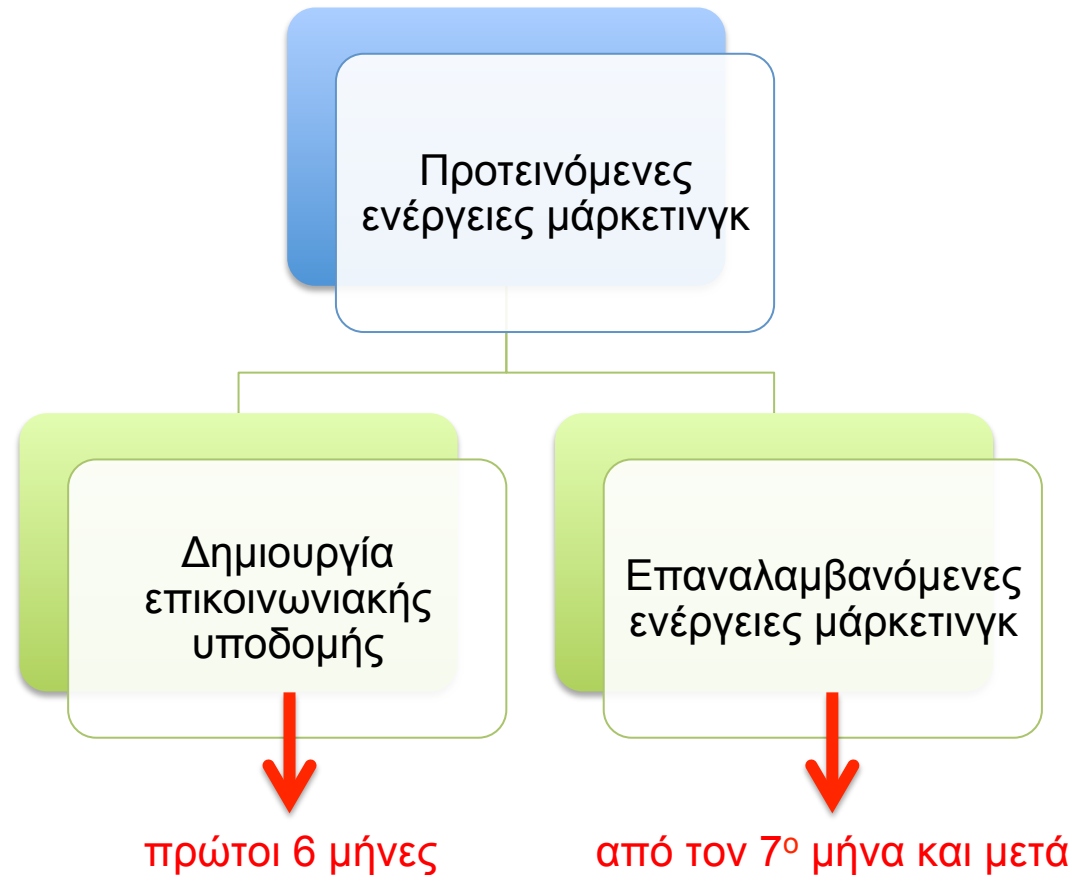 Προτεινόμενες
ενέργειες μάρκετινγκ
Δημιουργία
επικοινωνιακής
υποδομής
Επαναλαμβανόμενες
ενέργειες μάρκετινγκ
πρώτοι 6 μήνες
από τον 7ο μήνα και μετά